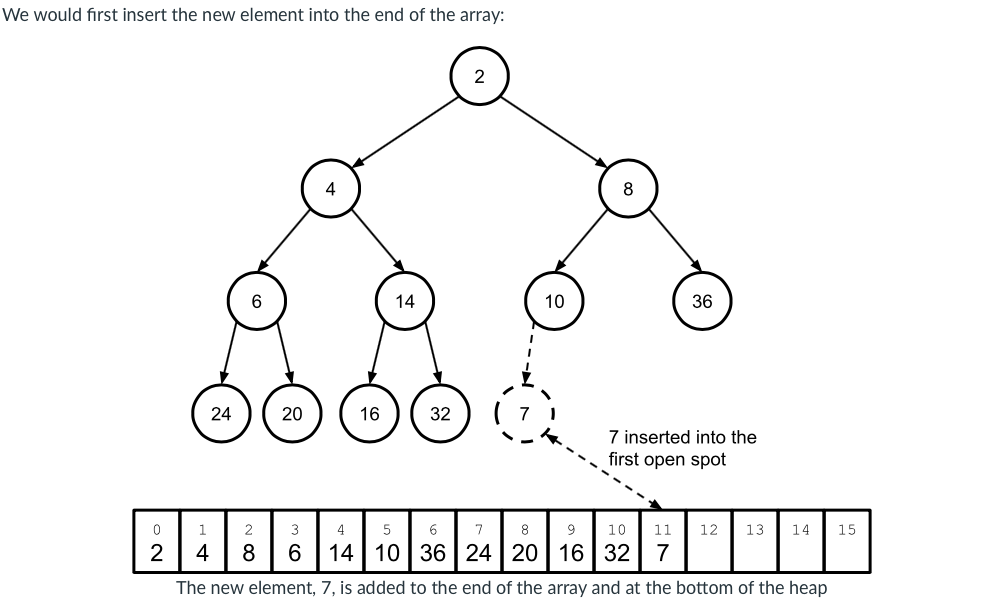 We would first insert the new element into the end of the array:
2
4 8
6 14 10 36
24 20 16 32 7
7 inserted into the
first open spot
0 1 2 3 4 5 6 7 8 9 10 11 12 13 14 15
2 4 8 6 14 10 36 24 20 16 32 7
The new element, 7, is added to the end of the array and at the bottom of the heap